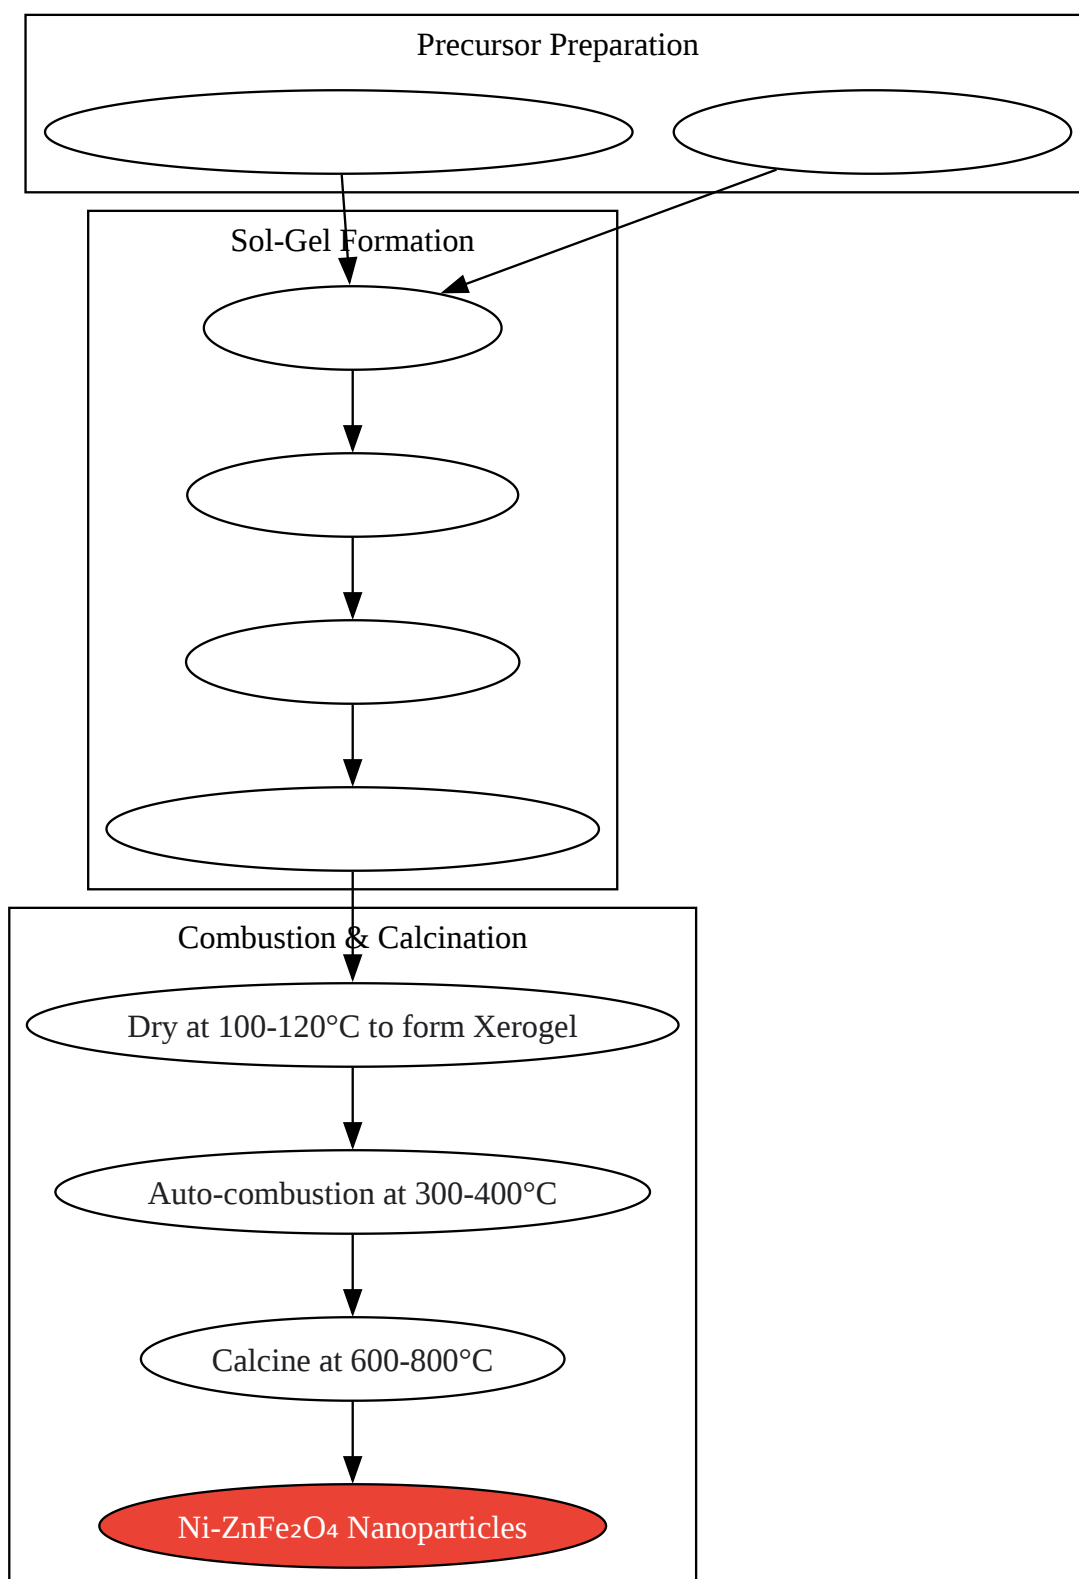 Precursor Preparation
Sol-Gel Formation
Combustion & Calcination
Dry at 100-120°C to form Xerogel
Auto-combustion at 300-400°C
Calcine at 600-800°C
Ni-ZnFe₂O₄ Nanoparticles